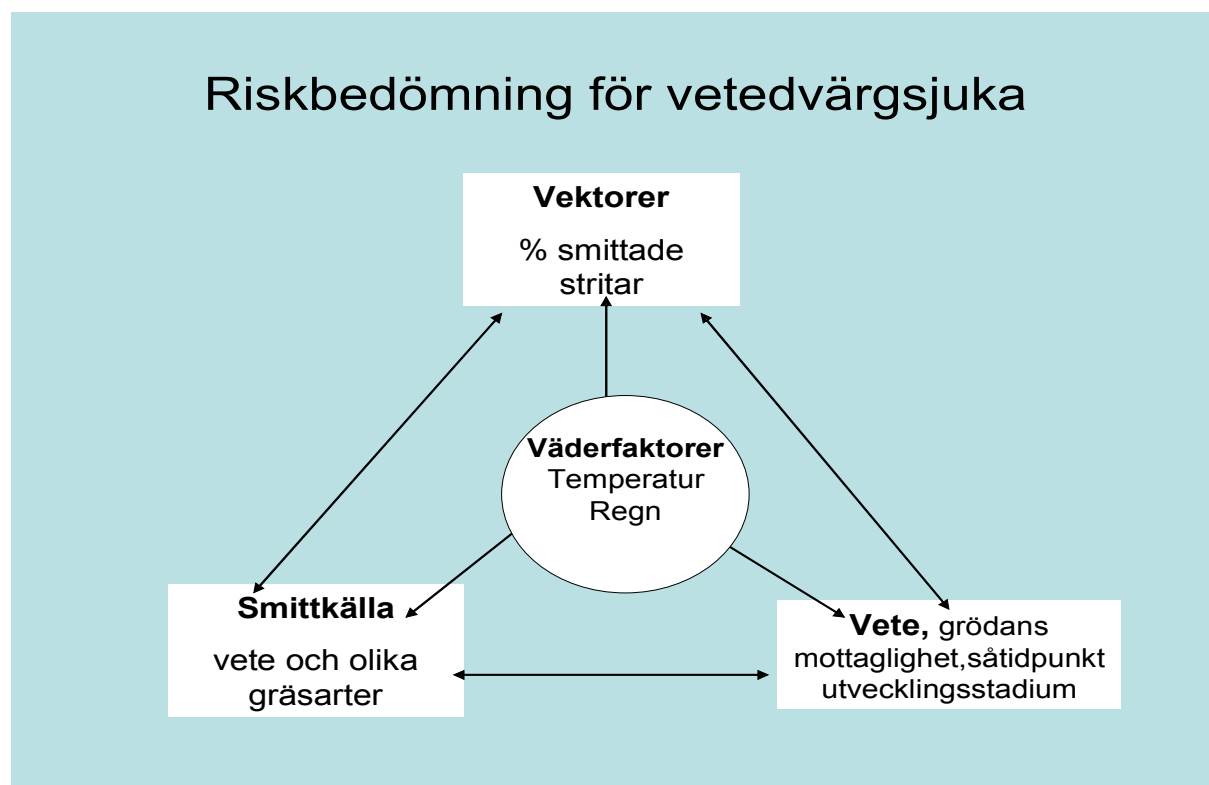 Riskbedömning för vetedvärgsjuka
Vektorer
% smittade
stritar
Väderfaktorer
Temperatur
Regn
Smittkälla
vete och olika
gräsarter
Vete, grödans
mottaglighet,såtidpunkt
utvecklingsstadium